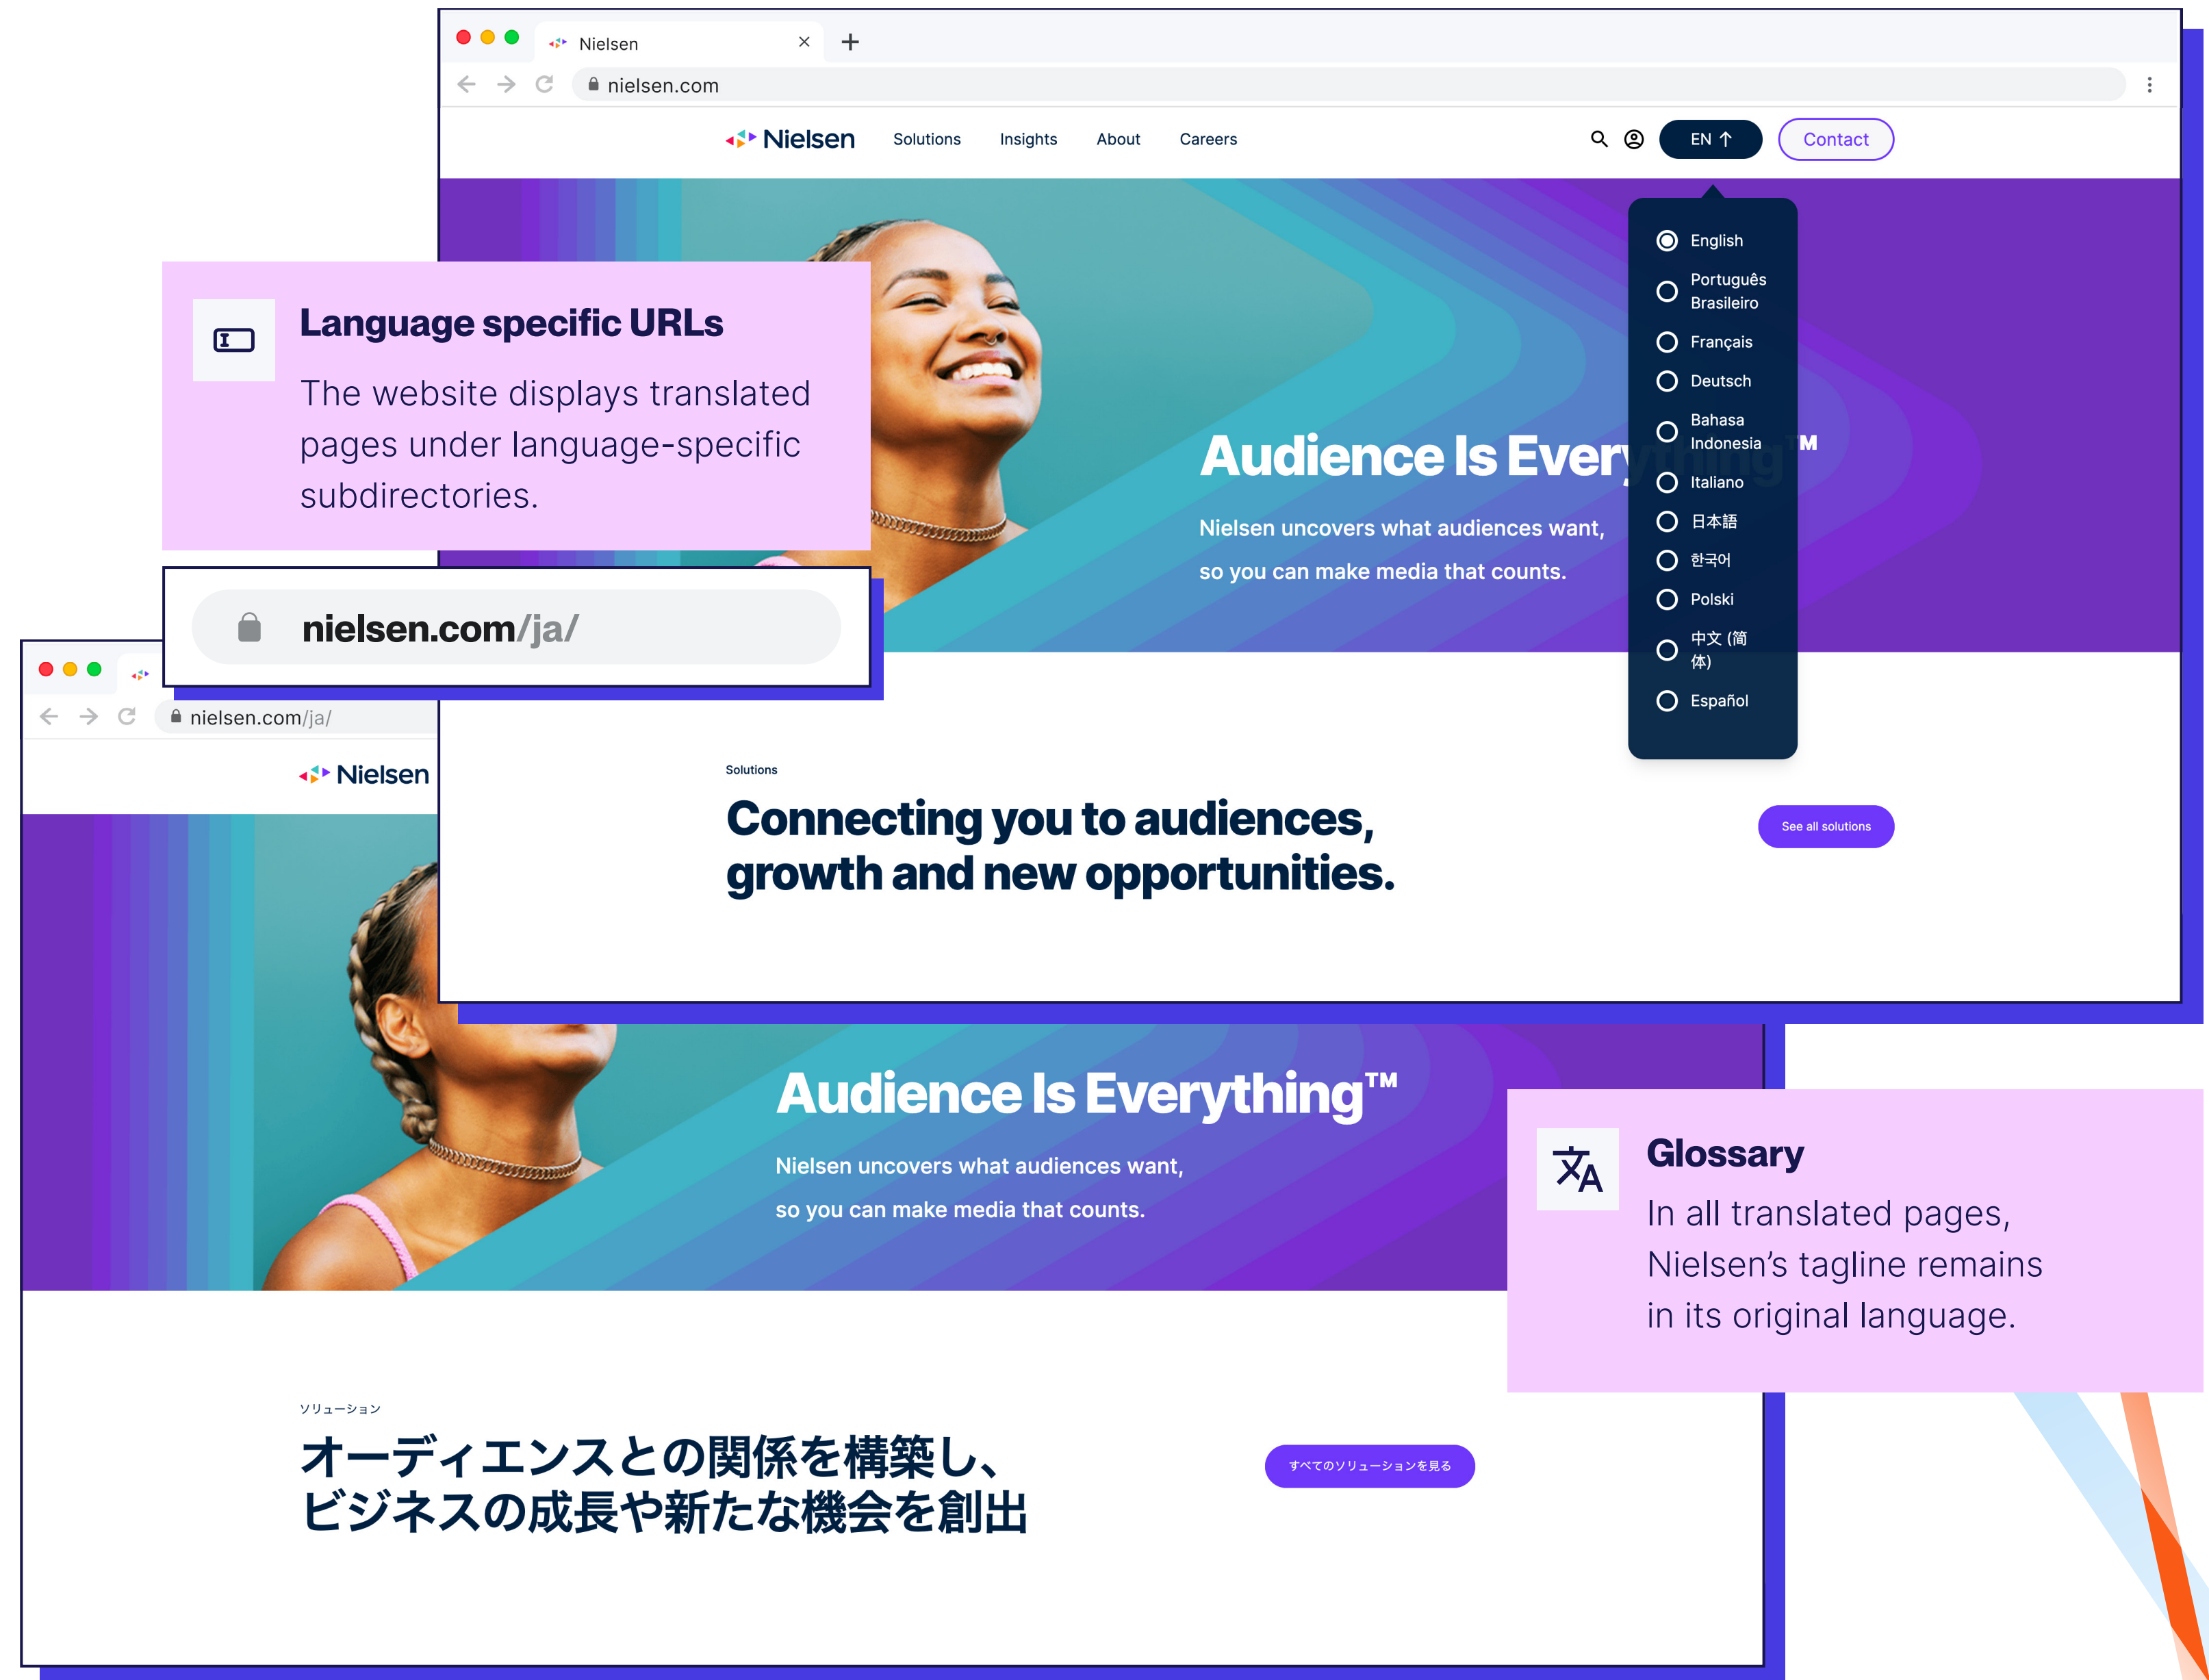 Nielsen
nielsen.com
Nielsen Solutions Insights About Careers EN ↑ Contact
English
Português
Brasileiro
Français
Deutsch
Bahasa
Indonesia
Italiano
日本語
한국어
Polski
中文 (简
体)
Español
Audience Is Everything™
Nielsen uncovers what audiences want,
so you can make media that counts.
Language specific URLs
The website displays translated
pages under language-specific
subdirectories.
nielsen.com/ja/
Solutions
Connecting you to audiences,
growth and new opportunities.
See all solutions
nielsen.com/ja/
Nielsen
Audience Is Everything™
Nielsen uncovers what audiences want,
so you can make media that counts.
Glossary
In all translated pages,
Nielsen’s tagline remains
in its original language.
ソリューション
オーディエンスとの関係を構築し、
ビジネスの成長や新たな機会を創出
すべてのソリューションを見る